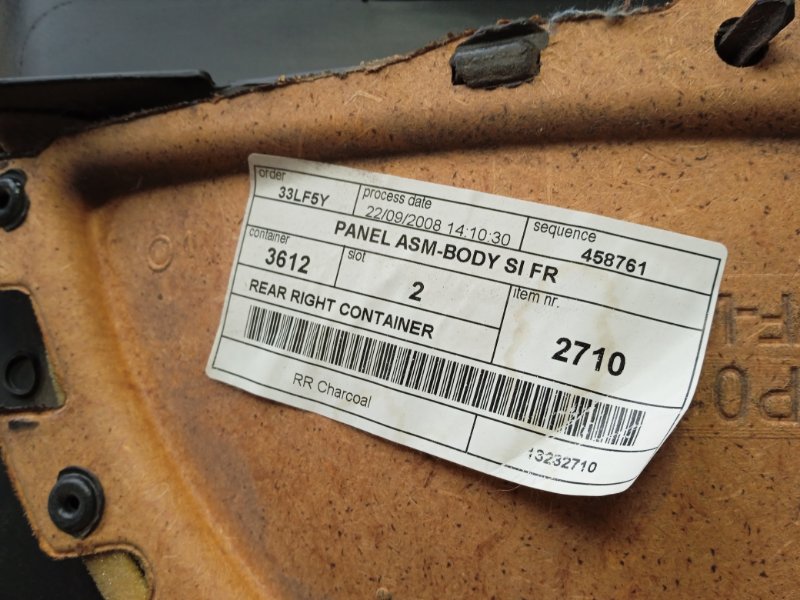 order
33LF5Y
process date
22/09/2008 14:10:30
sequence
458761
PANEL ASM-BODY SI FR
container
3612
slot
2
item nr.
2710
REAR RIGHT CONTAINER
RR Charcoal
13232710
PO